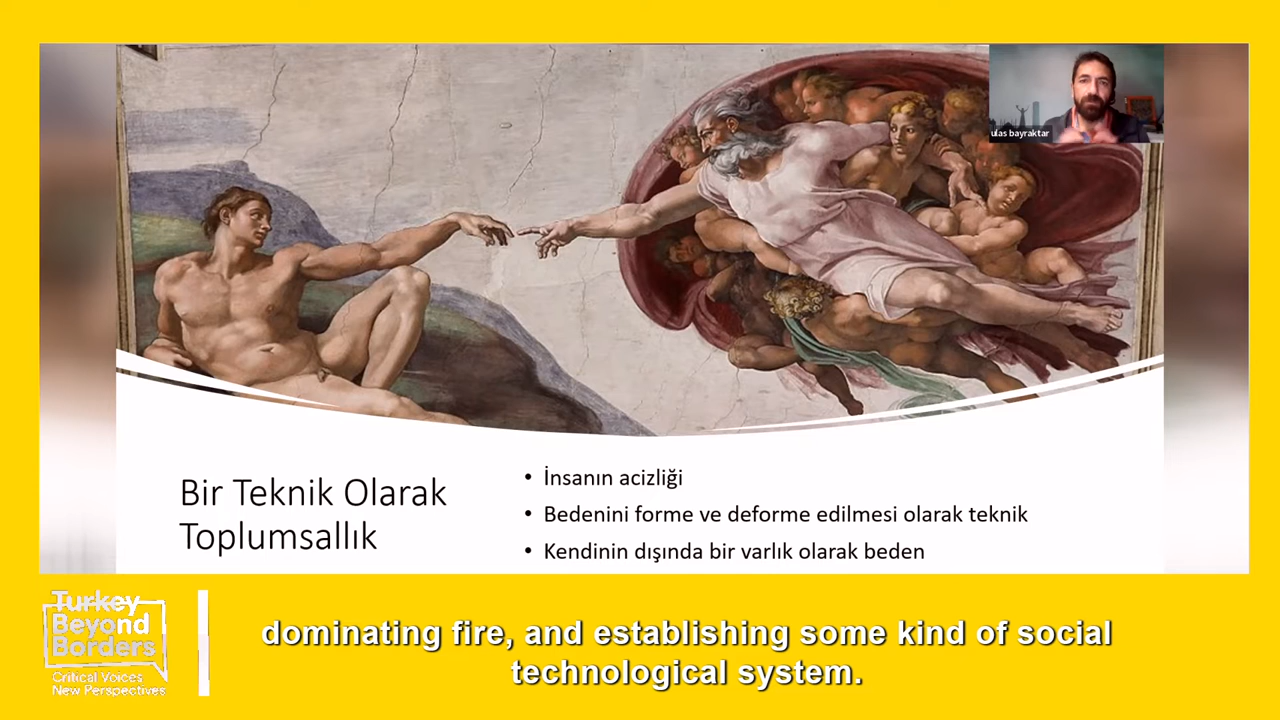 ulas bayraktar
Bir Teknik Olarak
Toplumsallık
• İnsanın acizliği
• Bedenini forme ve deforme edilmesi olarak teknik
• Kendinin dışında bir varlık olarak beden
Turkey
Beyond
Borders
Critical Voices
New Perspectives
dominating fire, and establishing some kind of social
technological system.